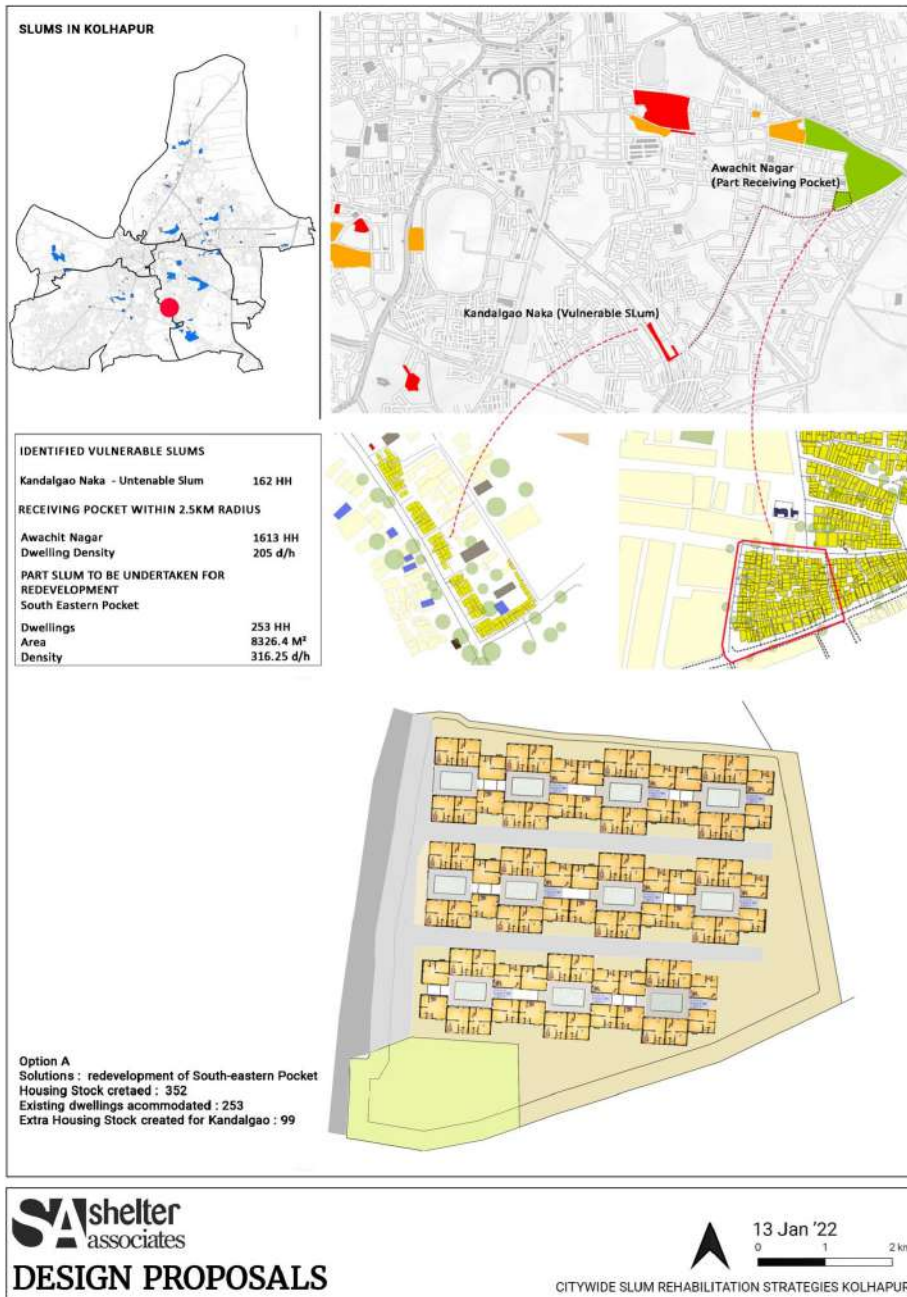 SLUMS IN KOLHAPUR
Awachit Nagar
(Part Receiving Pocket)
Kandalgao Naka (Vulnerable SLum)
IDENTIFIED VULNERABLE SLUMS
Kandalgao Naka - Untenable Slum 162 HH
RECEIVING POCKET WITHIN 2.5KM RADIUS
Awachit Nagar 1613 HH
Dwelling Density 205 d/h
PART SLUM TO BE UNDERTAKEN FOR
REDEVELOPMENT
South Eastern Pocket
Dwellings 253 HH
Area 8326.4 M²
Density 316.25 d/h
Option A
Solutions : redevelopment of South-eastern Pocket
Housing Stock cretaed : 352
Existing dwellings acommodated : 253
Extra Housing Stock created for Kandalgao : 99
SA shelter
associates
DESIGN PROPOSALS
13 Jan '22
0 1 2 km
CITYWIDE SLUM REHABILITATION STRATEGIES KOLHAPUR